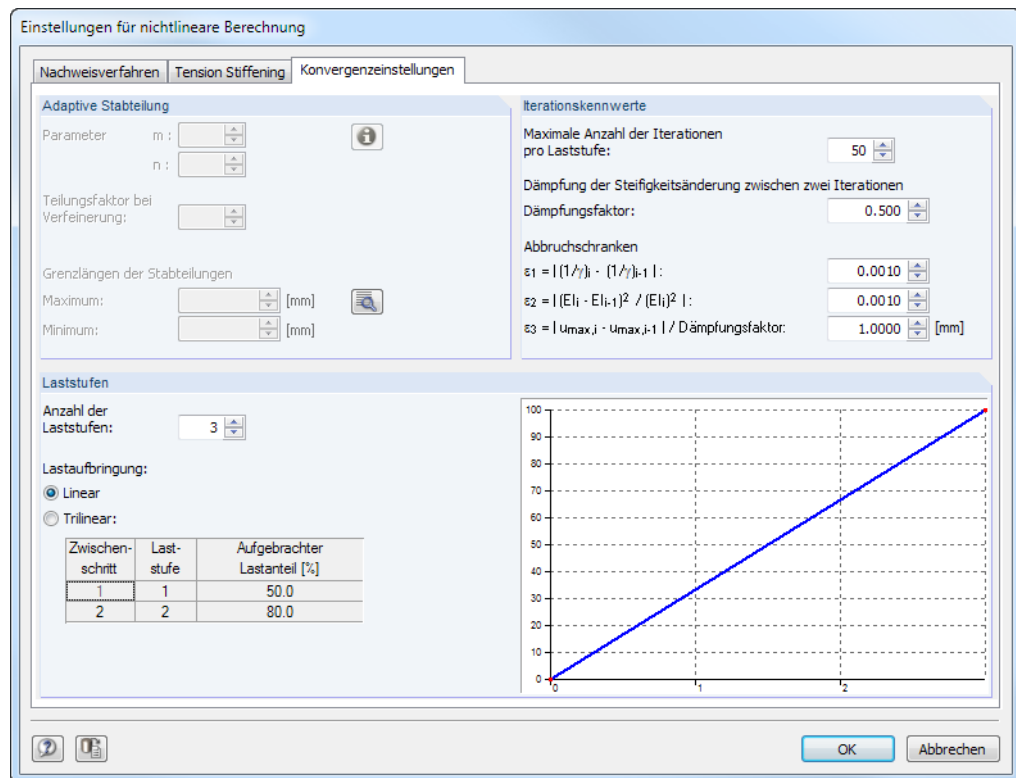 Einstellungen für nichtlineare Berechnung
Nachweisverfahren Tension Stiffening Konvergenzeinstellungen
Adaptive Stabteilung
Parameter m :
n :
Teilungsfaktor bei
Verfeinerung:
Grenzlängen der Stabteilungen
Maximum: [mm]
Minimum: [mm]
Iterationskennwerte
Maximale Anzahl der Iterationen
pro Laststufe: 50
Dämpfung der Steifigkeitsänderung zwischen zwei Iterationen
Dämpfungsfaktor: 0.500
Abbruchschranken
ε1 = | (1/γ)i - (1/γ)i-1 | : 0.0010
ε2 = | (EIi - EIi-1)² / (EIi)² | : 0.0010
ε3 = | umax,i - umax,i-1 | / Dämpfungsfaktor: 1.0000 [mm]
Laststufen
Anzahl der
Laststufen: 3
Lastaufbringung:
Linear
Trilinear:
Zwischen- Last- Aufgebrachter
schritt stufe Lastanteil [%]
1 1 50.0
2 2 80.0
100
90
80
70
60
50
40
30
20
10
0
0 1 2
OK Abbrechen